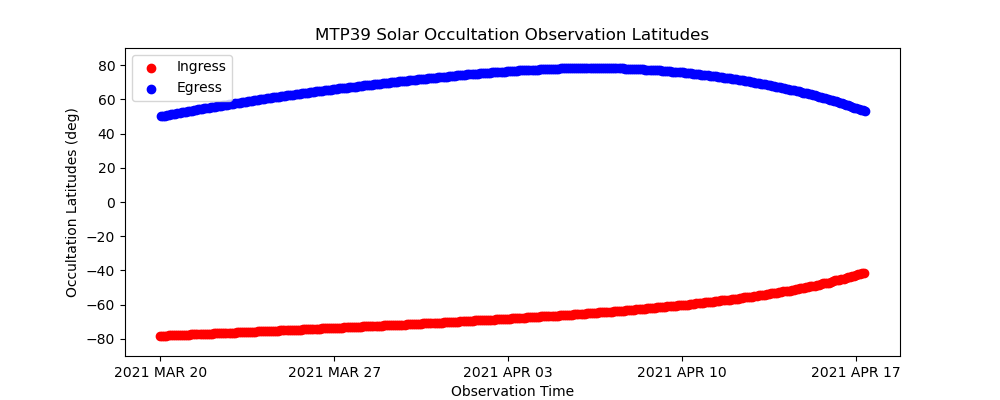 MTP39 Solar Occultation Observation Latitudes
Ingress
Egress
Occultation Latitudes (deg)
80
60
40
20
0
−20
−40
−60
−80
2021 MAR 20 2021 MAR 27 2021 APR 03 2021 APR 10 2021 APR 17
Observation Time